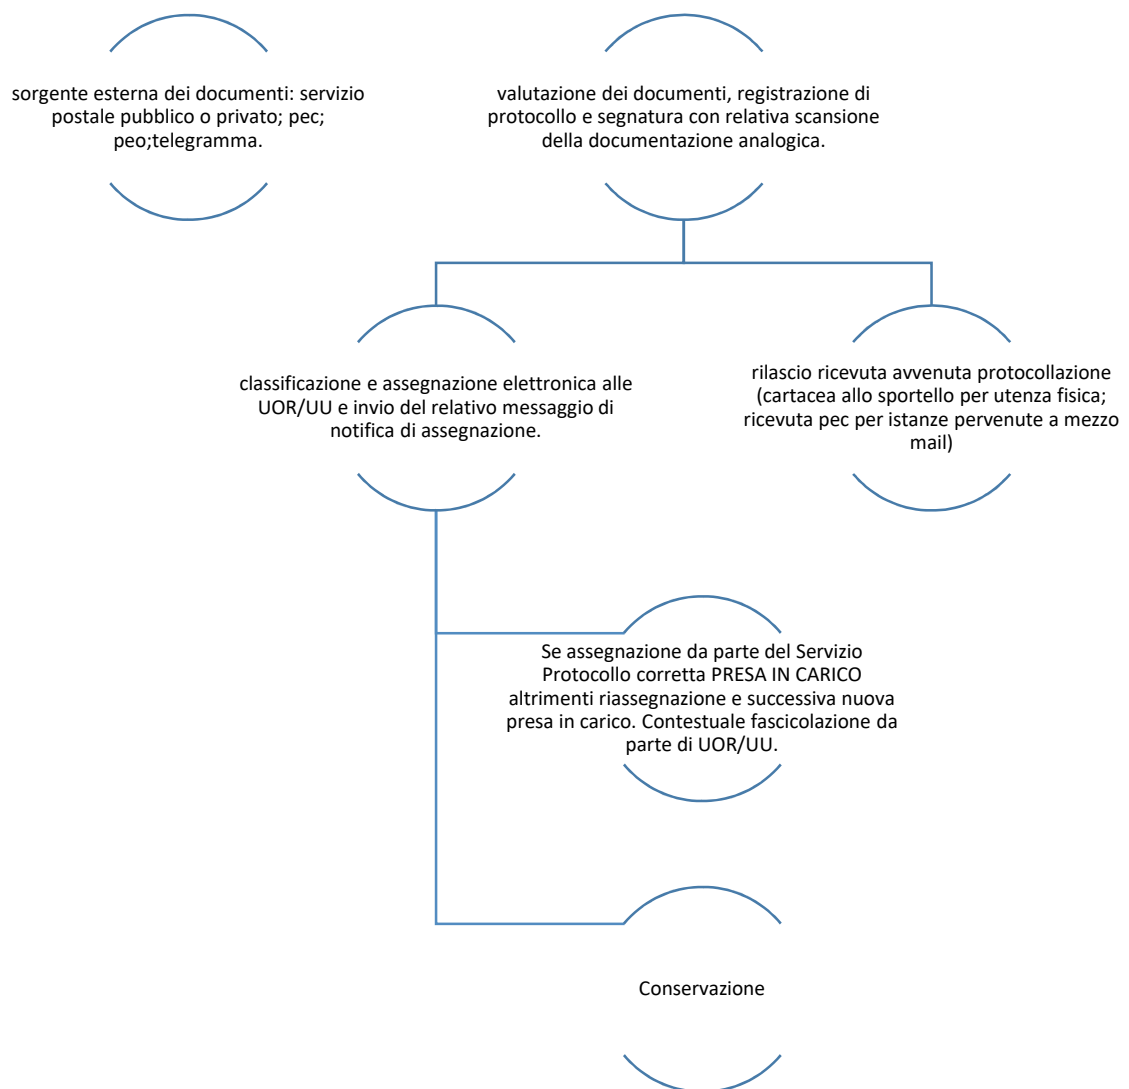 sorgente esterna dei documenti: servizio
postale pubblico o privato; pec;
peo;telegramma.
valutazione dei documenti, registrazione di
protocollo e segnatura con relativa scansione
della documentazione analogica.
classificazione e assegnazione elettronica alle
UOR/UU e invio del relativo messaggio di
notifica di assegnazione.
rilascio ricevuta avvenuta protocollazione
(cartacea allo sportello per utenza fisica;
ricevuta pec per istanze pervenute a mezzo
mail)
Se assegnazione da parte del Servizio
Protocollo corretta PRESA IN CARICO
altrimenti riassegnazione e successiva nuova
presa in carico. Contestuale fascicolazione da
parte di UOR/UU.
Conservazione